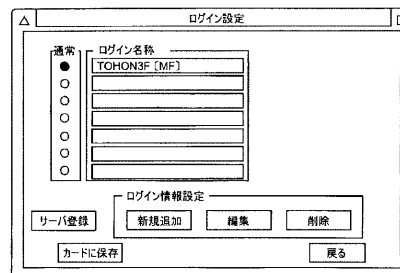 ログイン設定
通常 ログイン名称
TOHON3F〔MF〕
ログイン情報設定
サーバ登録 新規追加 編集 削除
カードに保存 戻る